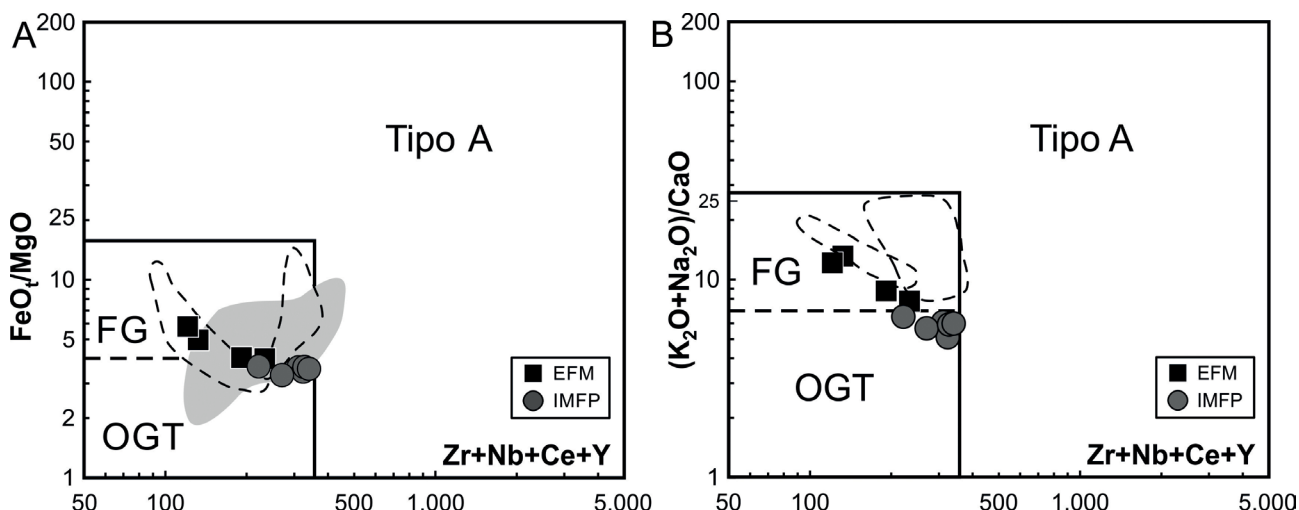 A
FeOt/MgO
200
100
50
25
10
5
2
1
Tipo A
FG
OGT
EFM
IMFP
Zr+Nb+Ce+Y
50 100 500 1.000 5.000
B
(K2O+Na2O)/CaO
200
100
25
10
1
Tipo A
FG
OGT
EFM
IMFP
Zr+Nb+Ce+Y
50 100 500 1.000 5.000